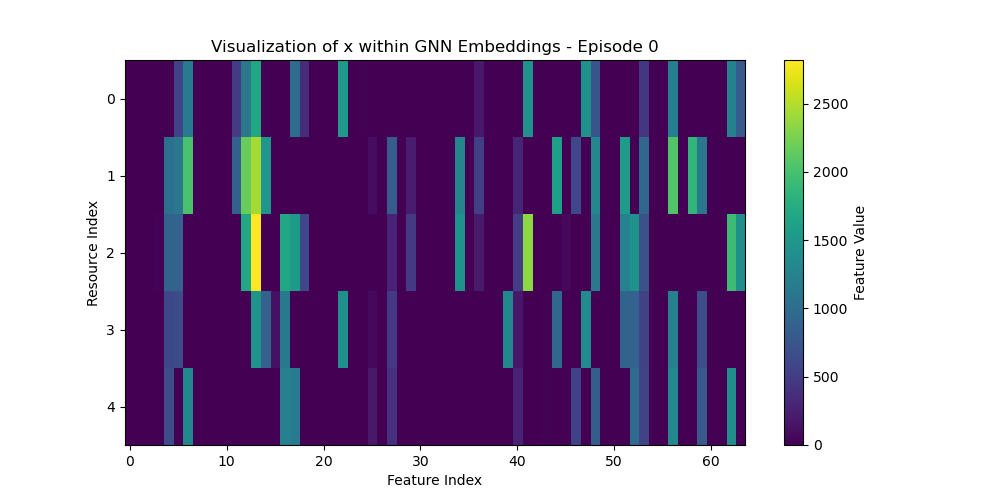 Visualization of x within GNN Embeddings - Episode 0
0
1
2
3
4
Resource Index
0 10 20 30 40 50 60
Feature Index
2500
2000
1500
1000
500
0
Feature Value